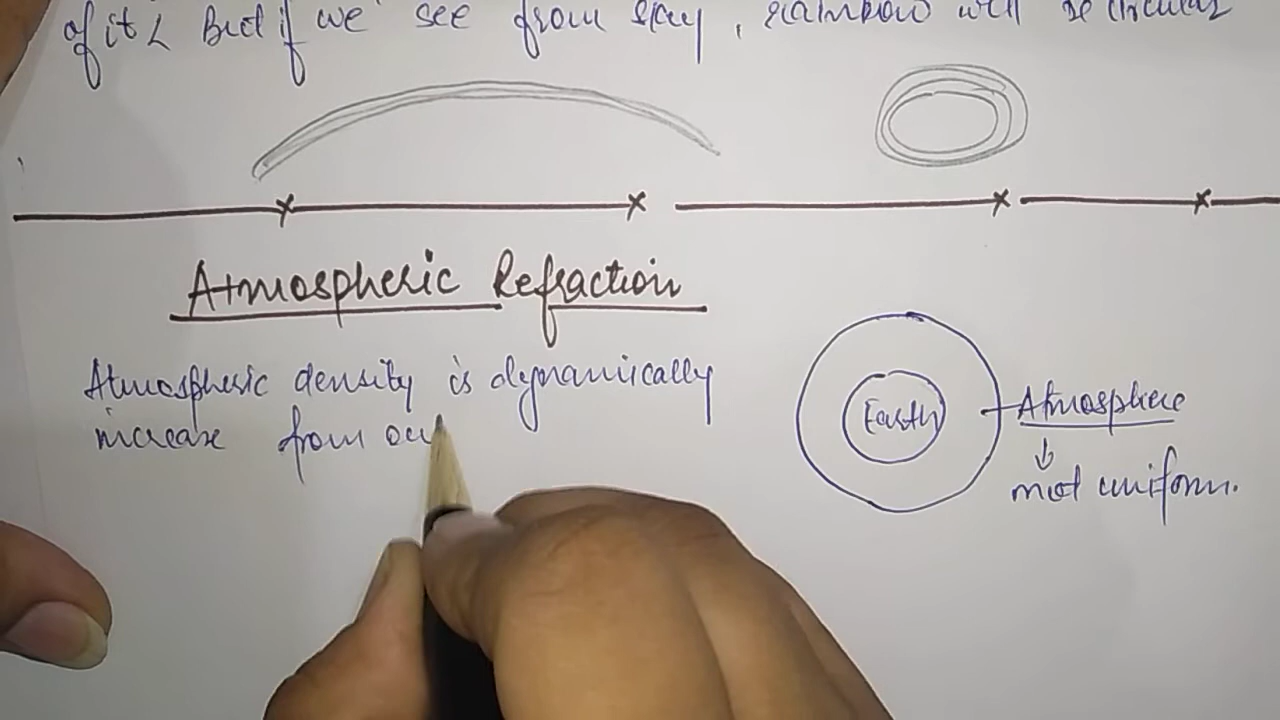 of it. But if we see from sky, rainbow will be circular
Atmospheric Refraction
Atmospheric density is dynamically
increase from ou
Earth
Atmosphere
not uniform.